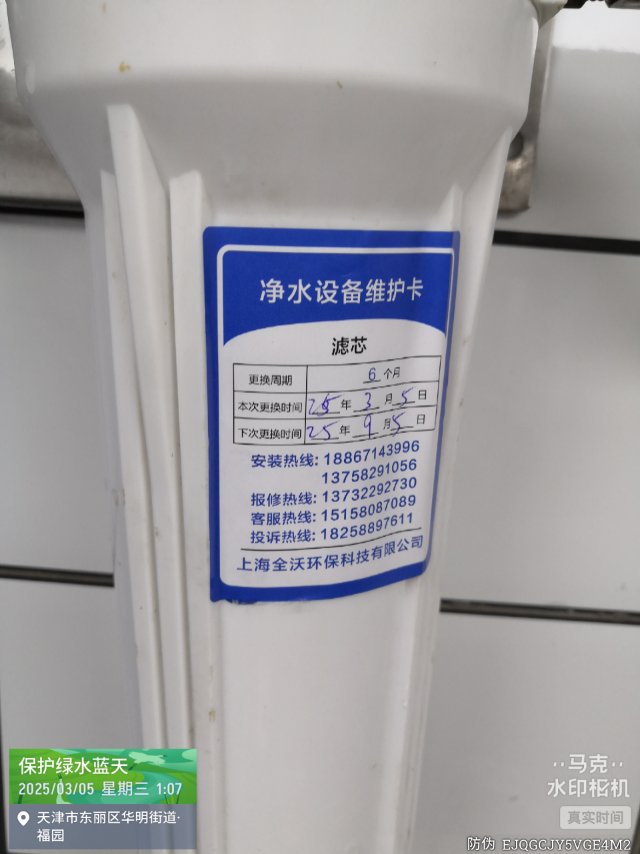 净水设备维护卡
滤芯
更换周期 6个月
本次更换时间 25年3月5日
下次更换时间 25年9月5日
安装热线: 18867143996
13758291056
报修热线: 13732292730
客服热线: 15158087089
投诉热线: 18258897611
上海全沃环保科技有限公司
保护绿水蓝天
2025/03/05 星期三 1:07
天津市东丽区华明街道·
福园
马克
水印相机
真实时间
防伪 EJQGCJY5VGE4M2